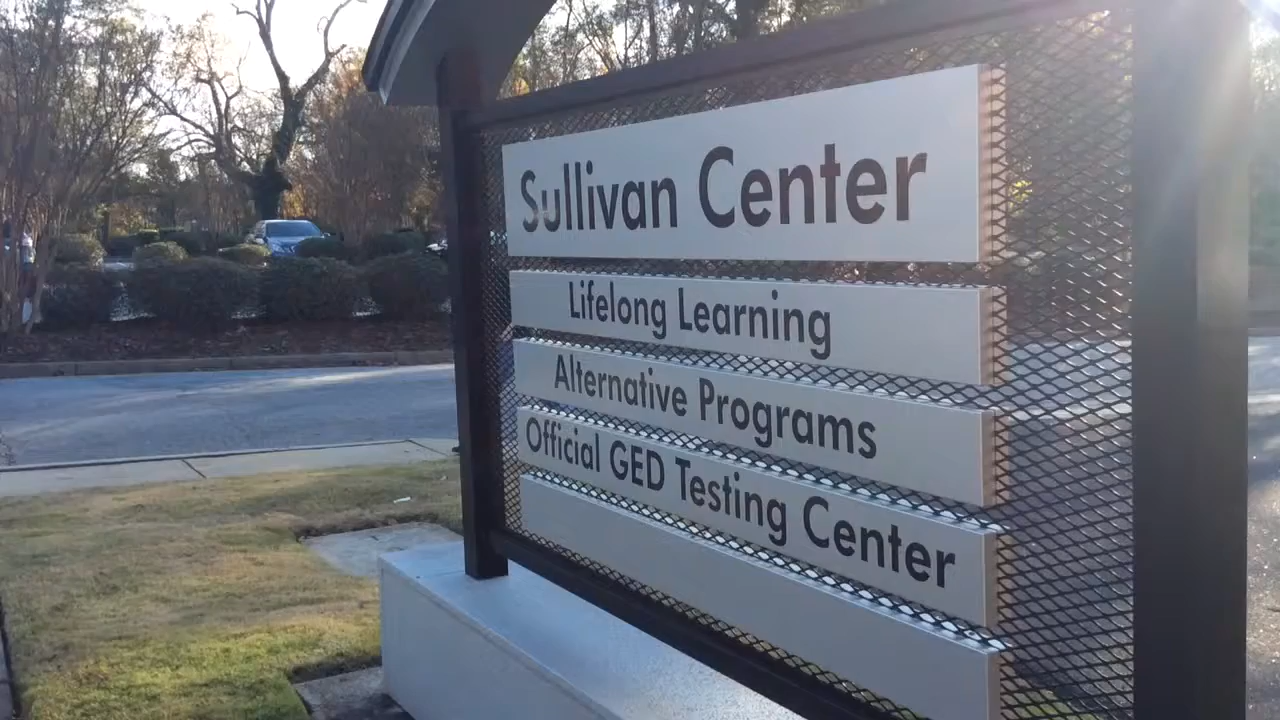 Sullivan Center
Lifelong Learning
Alternative Programs
Official GED Testing Center